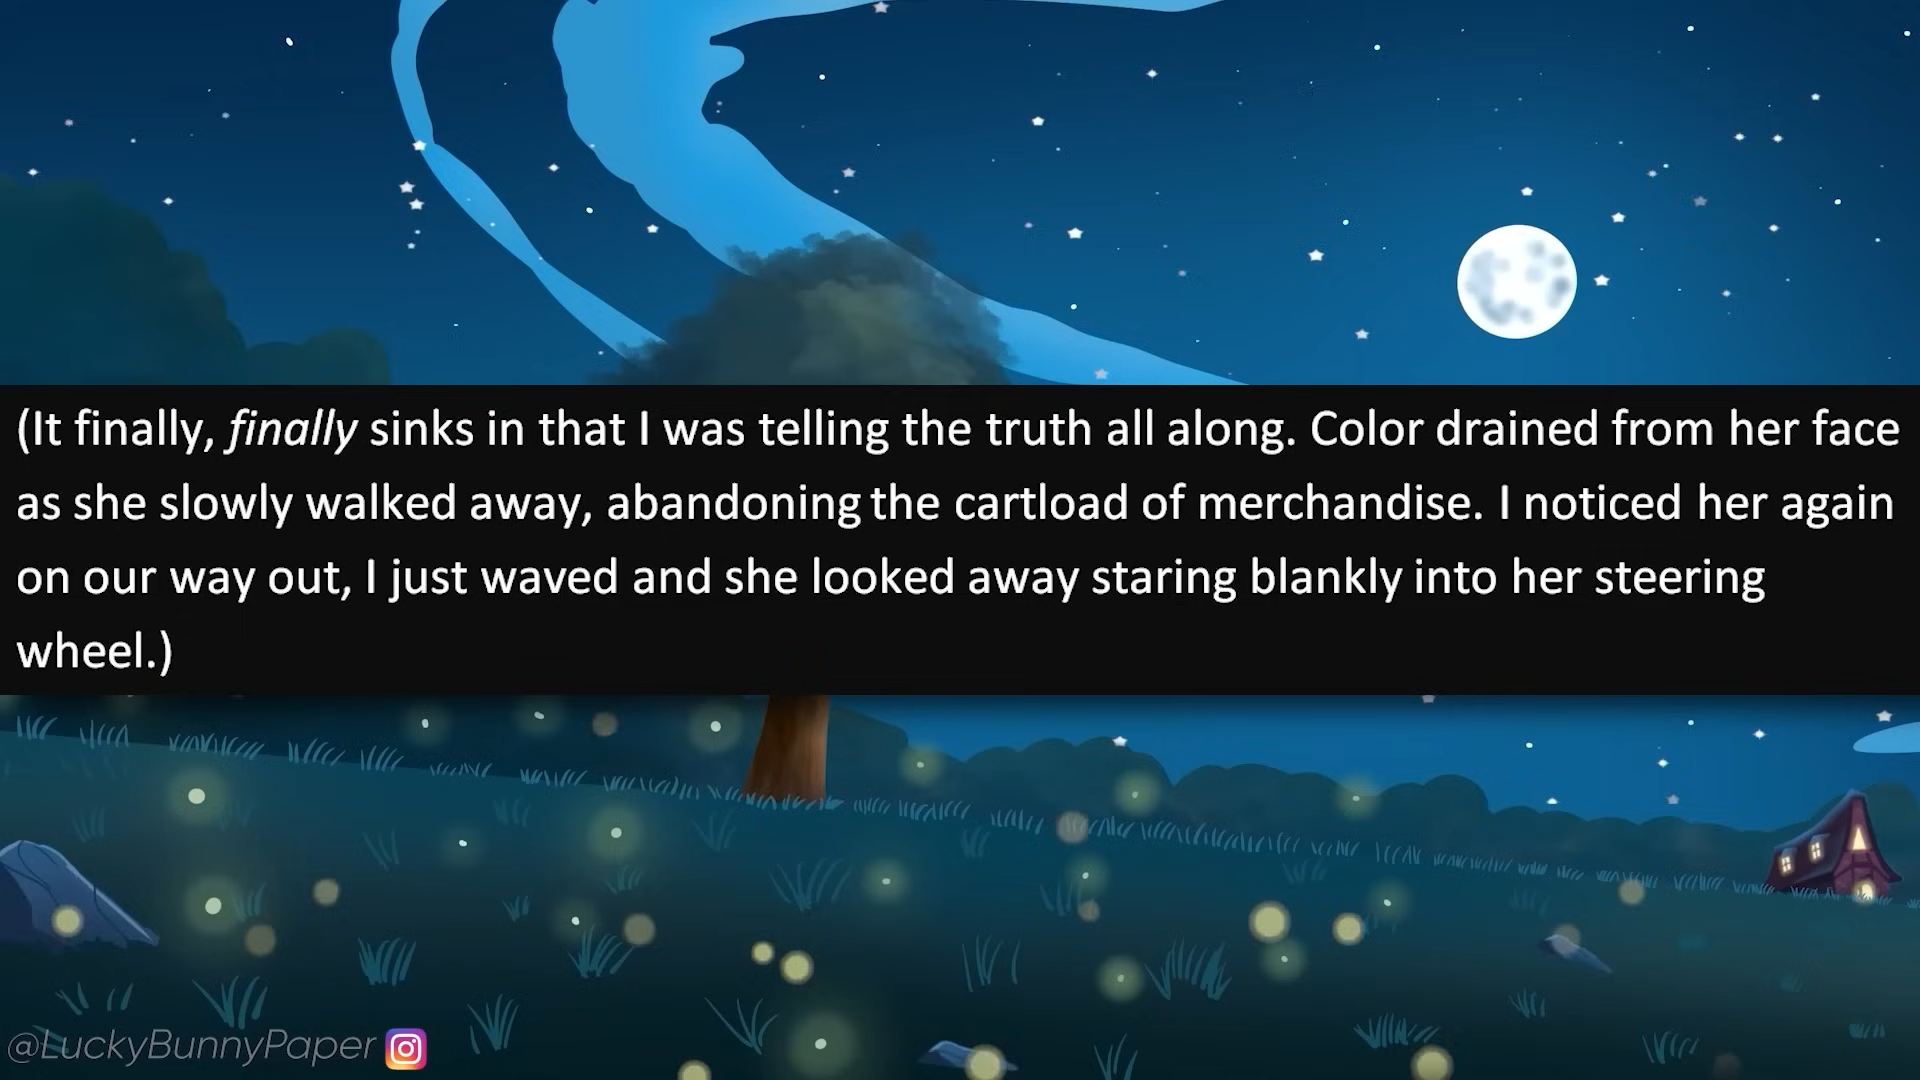 (It finally, finally sinks in that I was telling the truth all along. Color drained from her face
as she slowly walked away, abandoning the cartload of merchandise. I noticed her again
on our way out, I just waved and she looked away staring blankly into her steering
wheel.)
@LuckyBunnyPaper